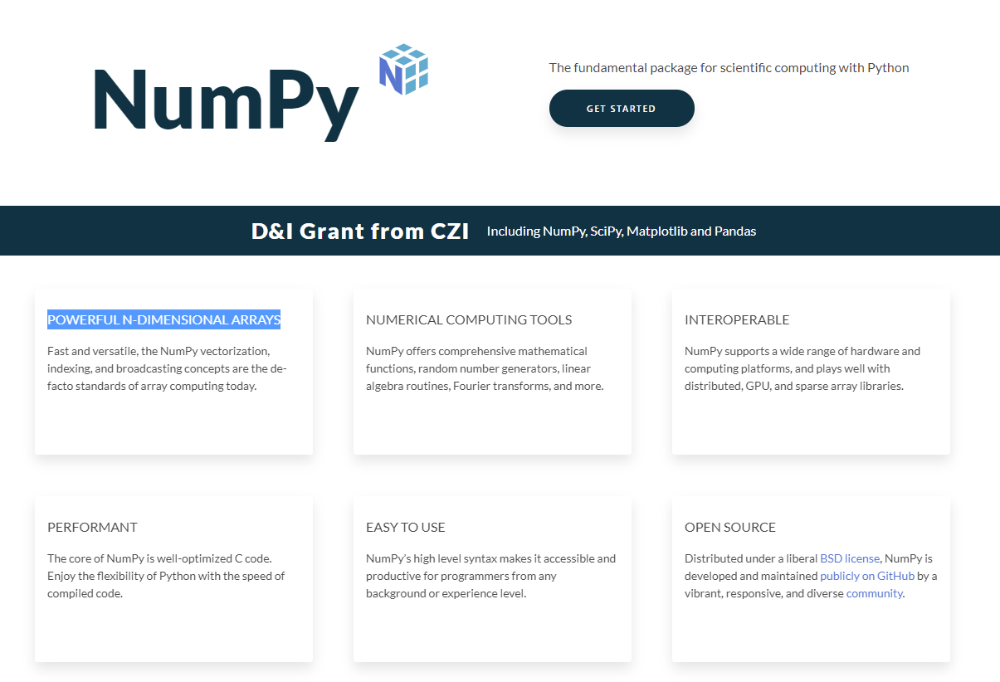 NumPy
The fundamental package for scientific computing with Python
GET STARTED
D&I Grant from CZI Including NumPy, SciPy, Matplotlib and Pandas
POWERFUL N-DIMENSIONAL ARRAYS
Fast and versatile, the NumPy vectorization,
indexing, and broadcasting concepts are the de-
facto standards of array computing today.
NUMERICAL COMPUTING TOOLS
NumPy offers comprehensive mathematical
functions, random number generators, linear
algebra routines, Fourier transforms, and more.
INTEROPERABLE
NumPy supports a wide range of hardware and
computing platforms, and plays well with
distributed, GPU, and sparse array libraries.
PERFORMANT
The core of NumPy is well-optimized C code.
Enjoy the flexibility of Python with the speed of
compiled code.
EASY TO USE
NumPy's high level syntax makes it accessible and
productive for programmers from any
background or experience level.
OPEN SOURCE
Distributed under a liberal BSD license, NumPy is
developed and maintained publicly on GitHub by a
vibrant, responsive, and diverse community.